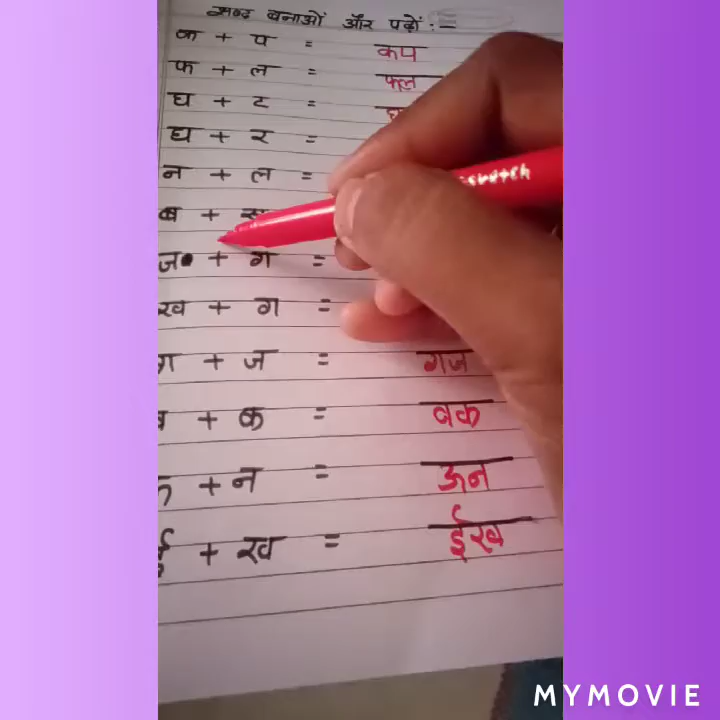 शब्द बनाओं और पढ़ों :-
क + प = कप
फ + ल = फल
घ + ट =
घ + र =
न + ल =
ब + स
ज + ग =
ख + ग =
ग + ज = गज
ब + क = बक
+ न = ऊन
ई + ख = ईख
MYMOVIE